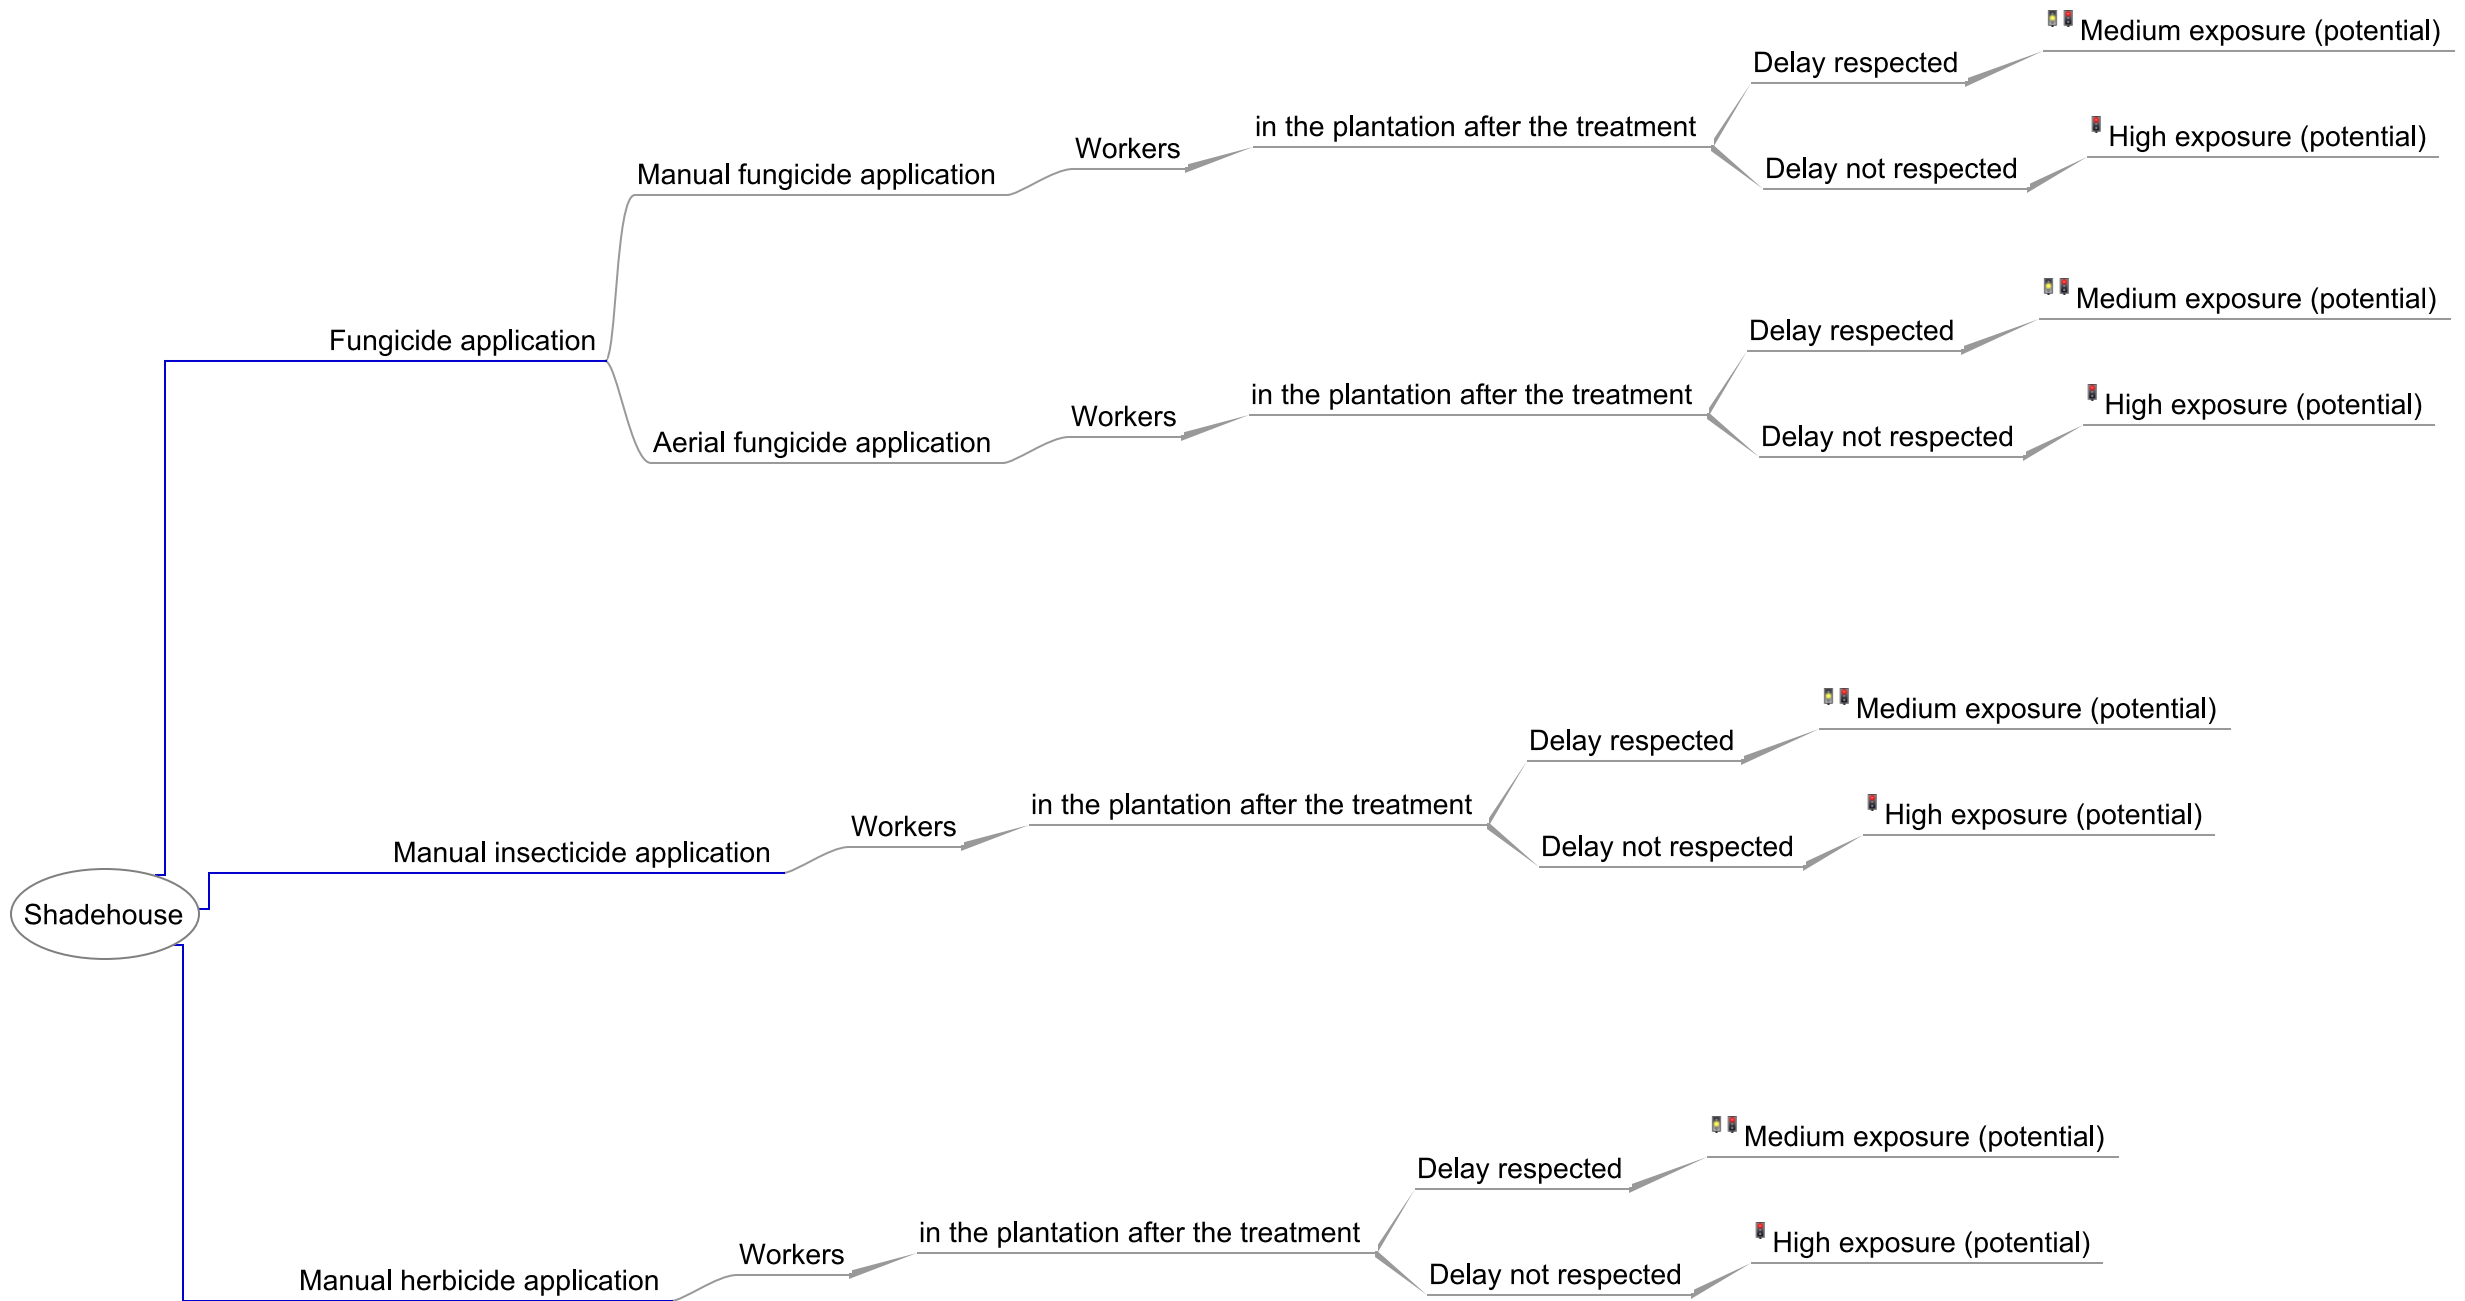 Medium exposure (potential)
Delay respected
in the plantation after the treatment
High exposure (potential)
Workers
Delay not respected
Manual fungicide application
Medium exposure (potential)
Fungicide application
Delay respected
in the plantation after the treatment
High exposure (potential)
Workers
Delay not respected
Aerial fungicide application
Medium exposure (potential)
Delay respected
in the plantation after the treatment
High exposure (potential)
Workers
Delay not respected
Manual insecticide application
Shadehouse
Medium exposure (potential)
Delay respected
in the plantation after the treatment
High exposure (potential)
Workers
Delay not respected
Manual herbicide application